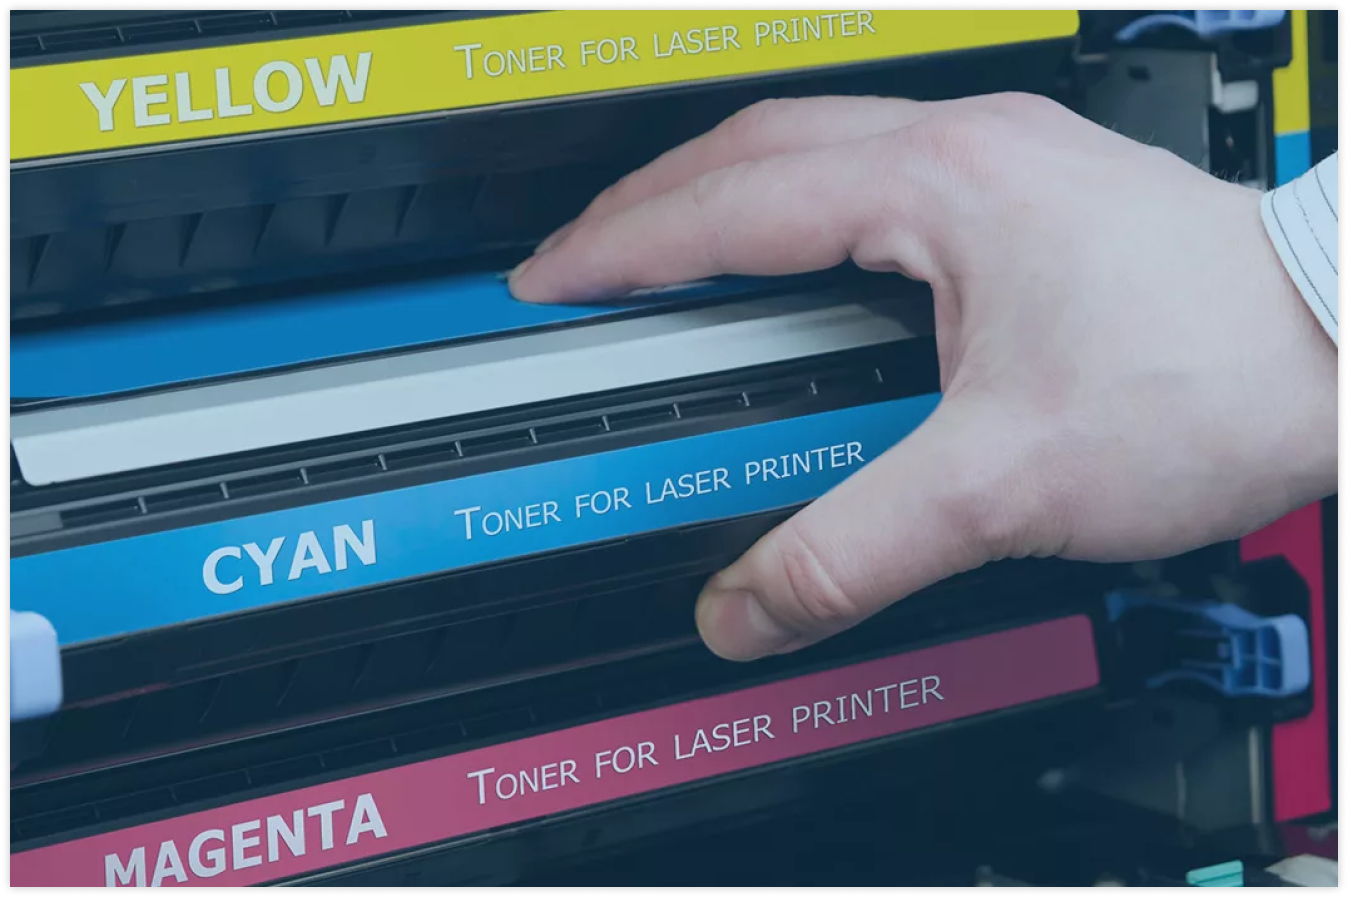 YELLOW TONER FOR LASER PRINTER
CYAN TONER FOR LASER PRINTER
MAGENTA TONER FOR LASER PRINTER